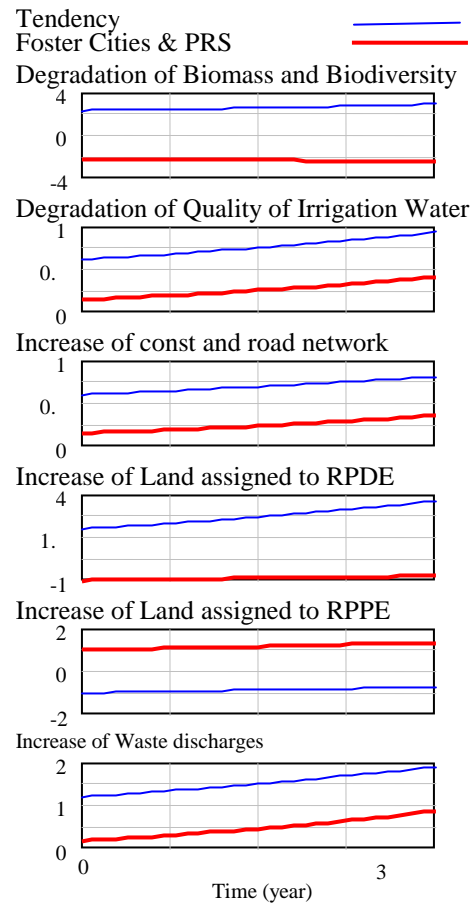 Tendency
Foster Cities & PRS
Degradation of Biomass and Biodiversity
4
0
-4
Degradation of Quality of Irrigation Water
1
0.
0
Increase of const and road network
1
0.
0
Increase of Land assigned to RPDE
4
1.
-1
Increase of Land assigned to RPPE
2
0
-2
Increase of Waste discharges
2
1
0
0 3
Time (year)